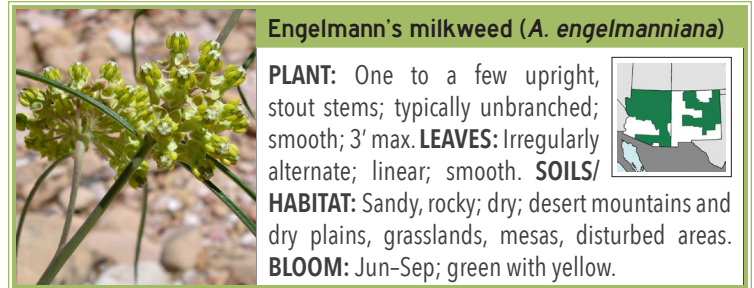 Engelmann's milkweed (A. engelmanniana)
PLANT: One to a few upright,
stout stems; typically unbranched;
smooth; 3′ max. LEAVES: Irregularly
alternate; linear; smooth. SOILS/
HABITAT: Sandy, rocky; dry; desert mountains and
dry plains, grasslands, mesas, disturbed areas.
BLOOM: Jun–Sep; green with yellow.